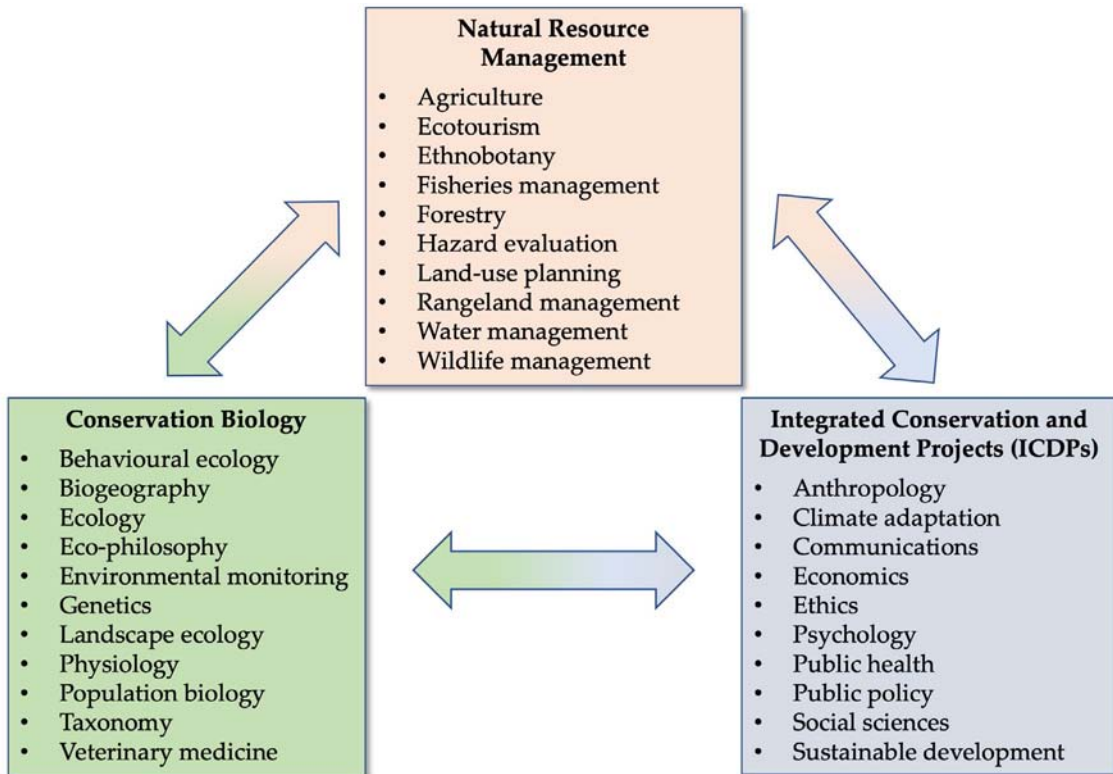 Natural Resource
Management
• Agriculture
• Ecotourism
• Ethnobotany
• Fisheries management
• Forestry
• Hazard evaluation
• Land-use planning
• Rangeland management
• Water management
• Wildlife management
Conservation Biology
• Behavioural ecology
• Biogeography
• Ecology
• Eco-philosophy
• Environmental monitoring
• Genetics
• Landscape ecology
• Physiology
• Population biology
• Taxonomy
• Veterinary medicine
Integrated Conservation and
Development Projects (ICDPs)
• Anthropology
• Climate adaptation
• Communications
• Economics
• Ethics
• Psychology
• Public health
• Public policy
• Social sciences
• Sustainable development